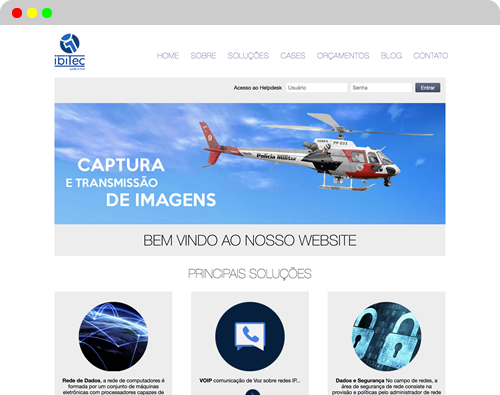 ibiTec
HOME SOBRE SOLUÇÕES CASES ORÇAMENTOS BLOG CONTATO
Acesso ao Helpdesk Usuário Senha Entrar
CAPTURA
E TRANSMISSÃO
DE IMAGENS
Polícia Militar
BEM VINDO AO NOSSO WEBSITE
PRINCIPAIS SOLUÇÕES
Rede de Dados, a rede de computadores é
formada por um conjunto de máquinas
eletrônicas com processadores capazes de
VOIP comunicação de Voz sobre redes IP...
Dados e Segurança No campo de redes, a
área de segurança de rede consiste na
provisão e políticas pelo administrador de rede